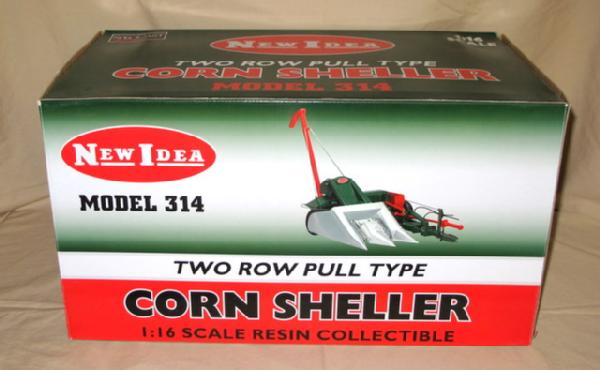 NEW IDEA
1:16
SCALE
TWO ROW PULL TYPE
CORN SHELLER
MODEL 314
NEW IDEA
MODEL 314
TWO ROW PULL TYPE
CORN SHELLER
1:16 SCALE RESIN COLLECTIBLE